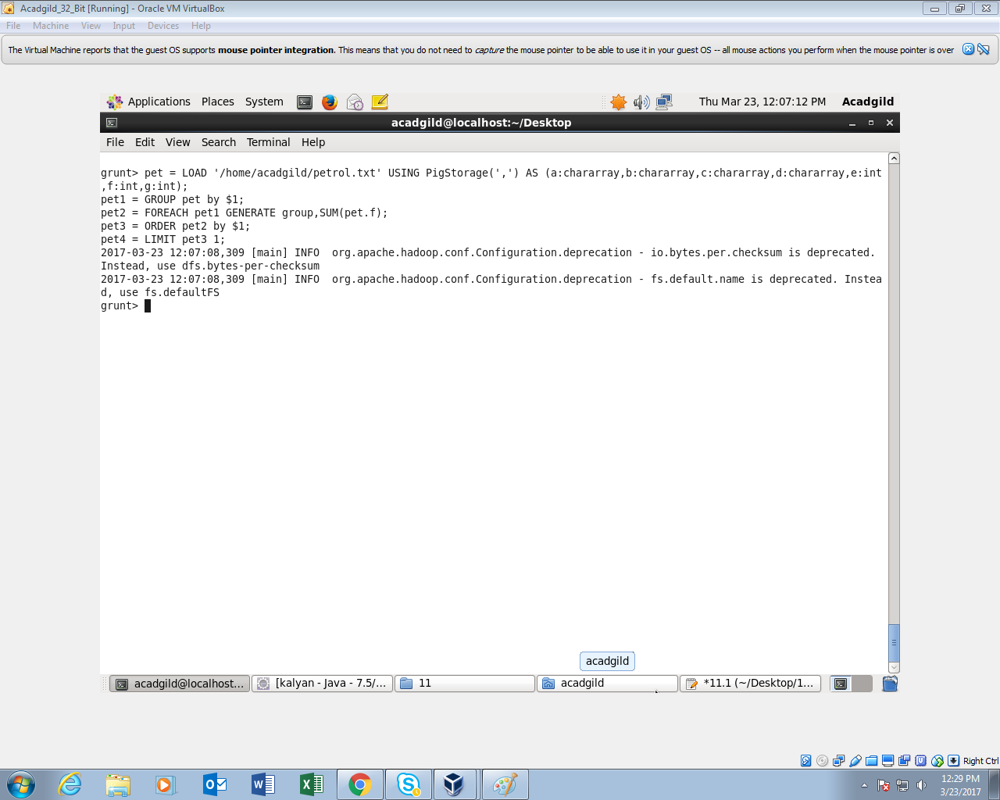 Acadgild_32_Bit [Running] - Oracle VM VirtualBox
File Machine View Input Devices Help
The Virtual Machine reports that the guest OS supports mouse pointer integration. This means that you do not need to capture the mouse pointer to be able to use it in your guest OS -- all mouse actions you perform when the mouse pointer is over
Applications Places System Thu Mar 23, 12:07:12 PM Acadgild
acadgild@localhost:~/Desktop
File Edit View Search Terminal Help
grunt> pet = LOAD '/home/acadgild/petrol.txt' USING PigStorage(',') AS (a:chararray,b:chararray,c:chararray,d:chararray,e:int
,f:int,g:int);
pet1 = GROUP pet by $1;
pet2 = FOREACH pet1 GENERATE group,SUM(pet.f);
pet3 = ORDER pet2 by $1;
pet4 = LIMIT pet3 1;
2017-03-23 12:07:08,309 [main] INFO  org.apache.hadoop.conf.Configuration.deprecation - io.bytes.per.checksum is deprecated.
Instead, use dfs.bytes-per-checksum
2017-03-23 12:07:08,309 [main] INFO  org.apache.hadoop.conf.Configuration.deprecation - fs.default.name is deprecated. Instea
d, use fs.defaultFS
grunt>
acadgild
acadgild@localhost... [kalyan - Java - 7.5/... 11 acadgild *11.1 (~/Desktop/1...
Right Ctrl
12:29 PM
3/23/2017